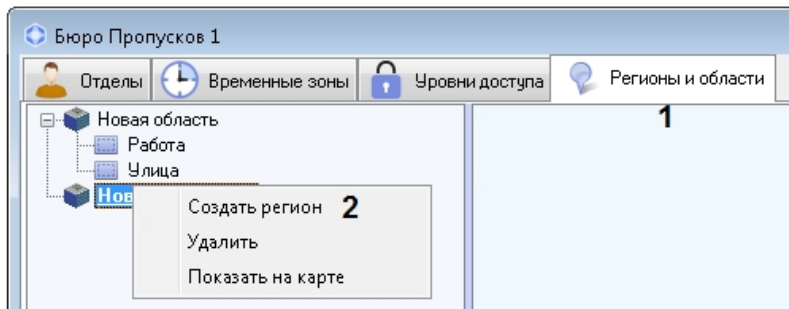 Бюро Пропусков 1
Отделы Временные зоны Уровни доступа Регионы и области
1
Новая область
Работа
Улица
Нов
Создать регион 2
Удалить
Показать на карте